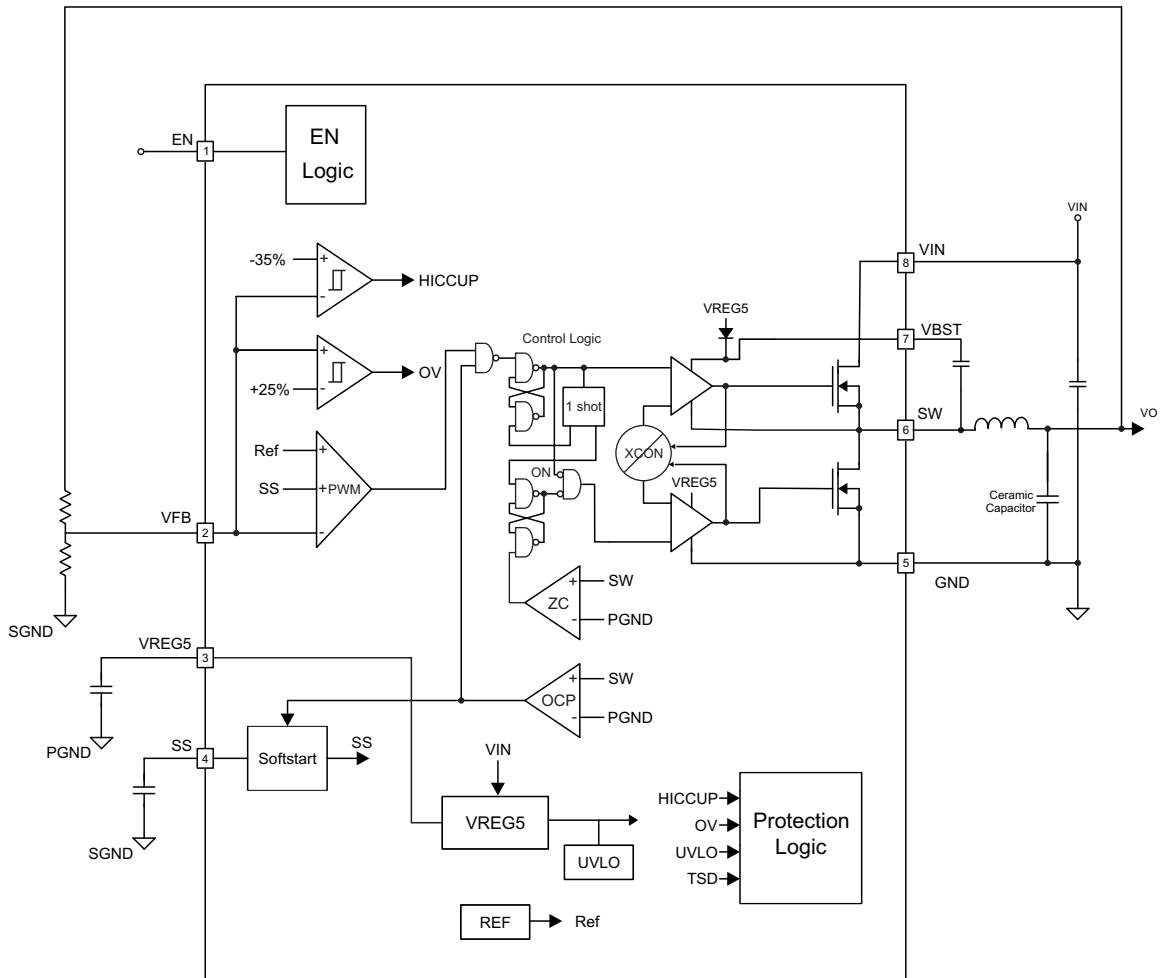 EN
1
EN
Logic
VIN
-35%
+
-
HICCUP
VIN
8
VREG5
VBST
7
Control Logic
+
-
+25%
OV
1 shot
SW
6
VO
Ref
+
SS
+
PWM
-
XCON
ON
VREG5
Ceramic
Capacitor
VFB
2
5
GND
+
SW
ZC
-
PGND
SGND
VREG5
3
+
SW
OCP
-
PGND
PGND
SS
4
Softstart
SS
VIN
SGND
VREG5
UVLO
HICCUP
OV
UVLO
TSD
Protection
Logic
REF
Ref